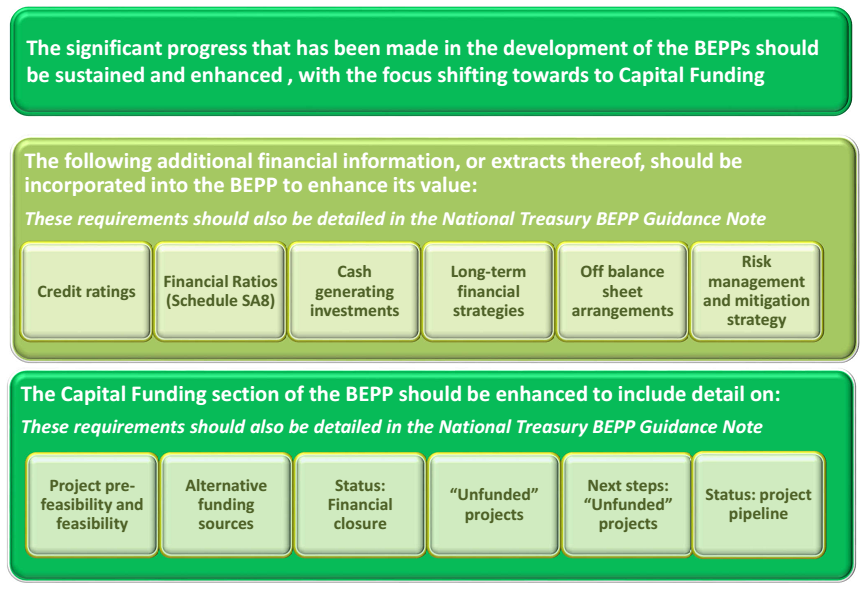 The significant progress that has been made in the development of the BEPPs should
be sustained and enhanced , with the focus shifting towards to Capital Funding
The following additional financial information, or extracts thereof, should be
incorporated into the BEPP to enhance its value:
These requirements should also be detailed in the National Treasury BEPP Guidance Note
Credit ratings
Financial Ratios
(Schedule SA8)
Cash
generating
investments
Long-term
financial
strategies
Off balance
sheet
arrangements
Risk
management
and mitigation
strategy
The Capital Funding section of the BEPP should be enhanced to include detail on:
These requirements should also be detailed in the National Treasury BEPP Guidance Note
Project pre-
feasibility and
feasibility
Alternative
funding
sources
Status:
Financial
closure
“Unfunded”
projects
Next steps:
“Unfunded”
projects
Status: project
pipeline